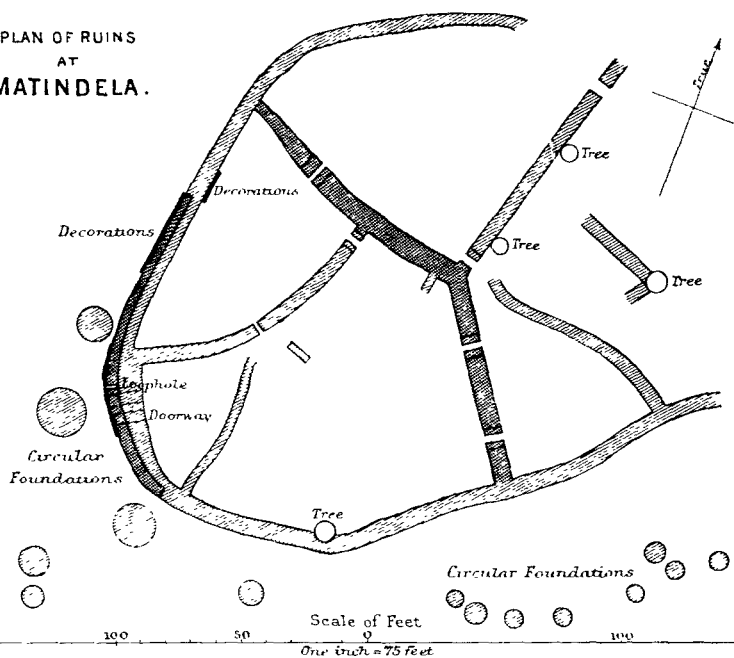 PLAN OF RUINS
AT
MATINDELA.
True
Tree
Decorations
Decorations
Tree
Tree
Loophole
Doorway
Circular
Foundations
Tree
Circular Foundations
Scale of Feet
100 50 0 100
One inch = 75 feet